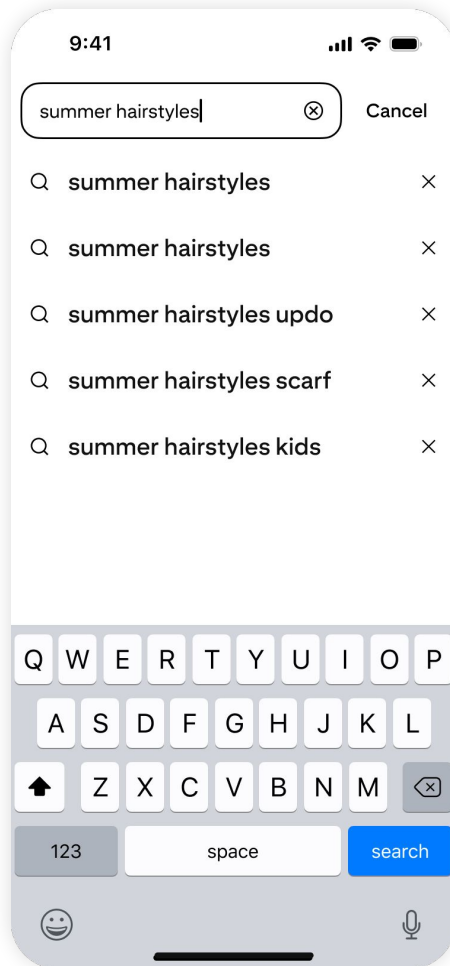 9:41
summer hairstyles Cancel
summer hairstyles
summer hairstyles
summer hairstyles updo
summer hairstyles scarf
summer hairstyles kids
Q W E R T Y U I O P
A S D F G H J K L
Z X C V B N M
123 space search